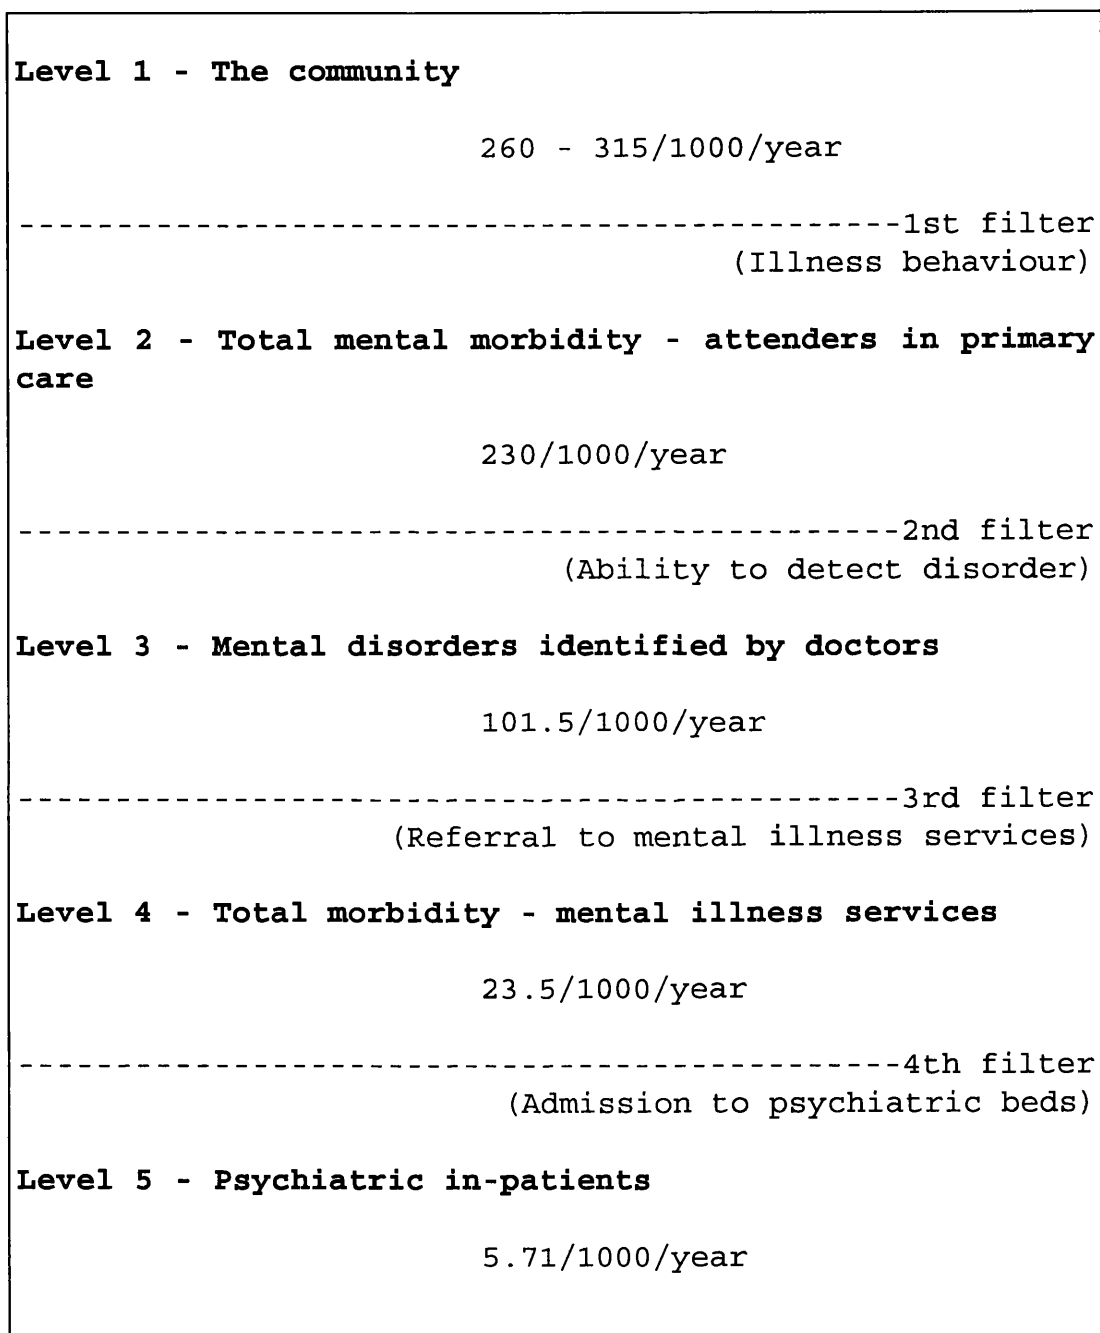 Level 1 - The community
260 - 315/1000/year
---------------------------------------------1st filter
(Illness behaviour)
Level 2 - Total mental morbidity - attenders in primary
care
230/1000/year
---------------------------------------------2nd filter
(Ability to detect disorder)
Level 3 - Mental disorders identified by doctors
101.5/1000/year
---------------------------------------------3rd filter
(Referral to mental illness services)
Level 4 - Total morbidity - mental illness services
23.5/1000/year
---------------------------------------------4th filter
(Admission to psychiatric beds)
Level 5 - Psychiatric in-patients
5.71/1000/year